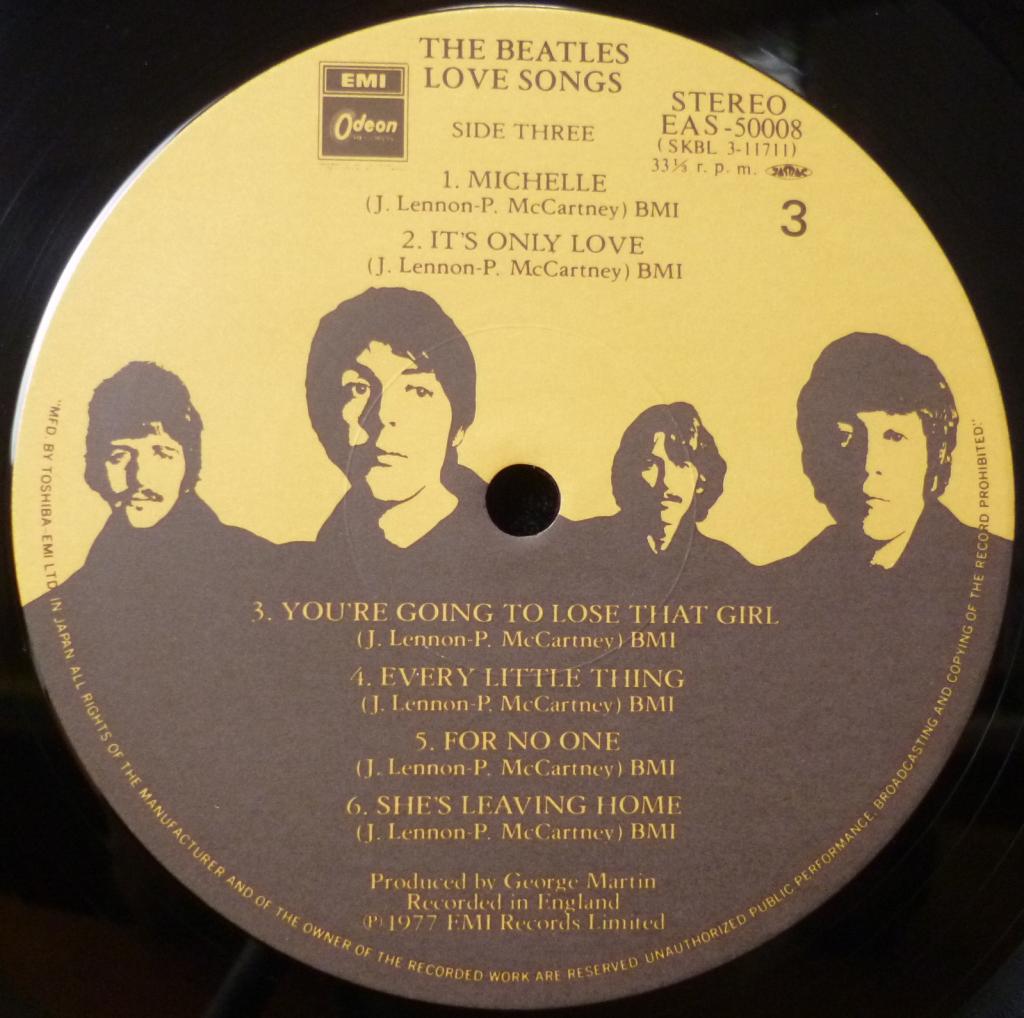 THE BEATLES
LOVE SONGS
EMI
Odeon
SIDE THREE
STEREO
EAS-50008
(SKBL 3-11711)
33⅓ r. p. m. JASRAC
3
1. MICHELLE
(J. Lennon-P. McCartney) BMI
2. IT'S ONLY LOVE
(J. Lennon-P. McCartney) BMI
3. YOU'RE GOING TO LOSE THAT GIRL
(J. Lennon-P. McCartney) BMI
4. EVERY LITTLE THING
(J. Lennon-P. McCartney) BMI
5. FOR NO ONE
(J. Lennon-P. McCartney) BMI
6. SHE'S LEAVING HOME
(J. Lennon-P. McCartney) BMI
Produced by George Martin
Recorded in England
℗ 1977 EMI Records Limited
"MFD. BY TOSHIBA-EMI LTD. IN JAPAN ALL RIGHTS OF THE MANUFACTURER AND OF THE OWNER OF THE RECORDED WORK ARE RESERVED UNAUTHORIZED PUBLIC PERFORMANCE. BROADCASTING AND COPYING OF THE RECORD PROHIBITED."